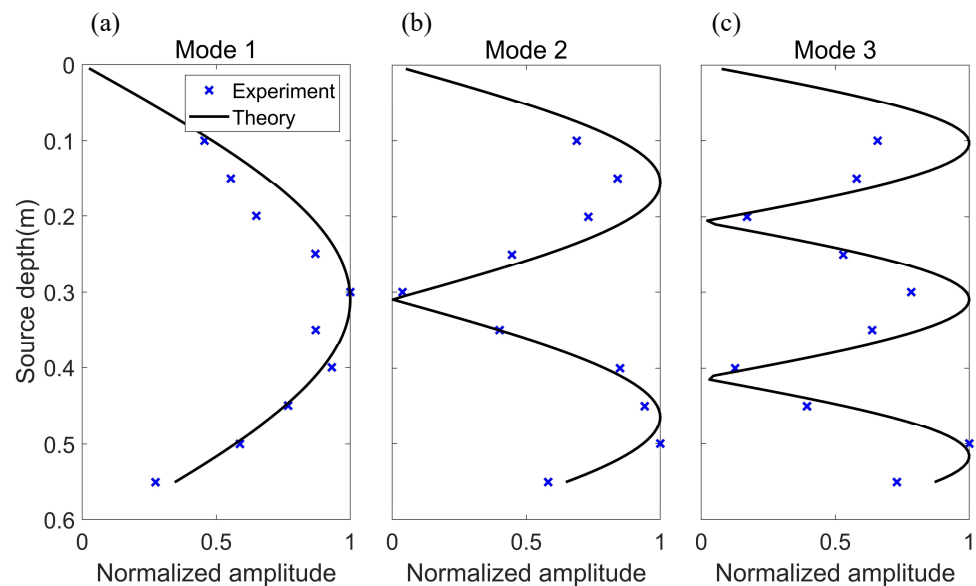 (a)
(b)
(c)
Mode 1
Mode 2
Mode 3
Experiment
Theory
0
0.1
0.2
0.3
0.4
0.5
0.6
Source depth(m)
0
0.5
1
0
0.5
1
0
0.5
1
Normalized amplitude
Normalized amplitude
Normalized amplitude